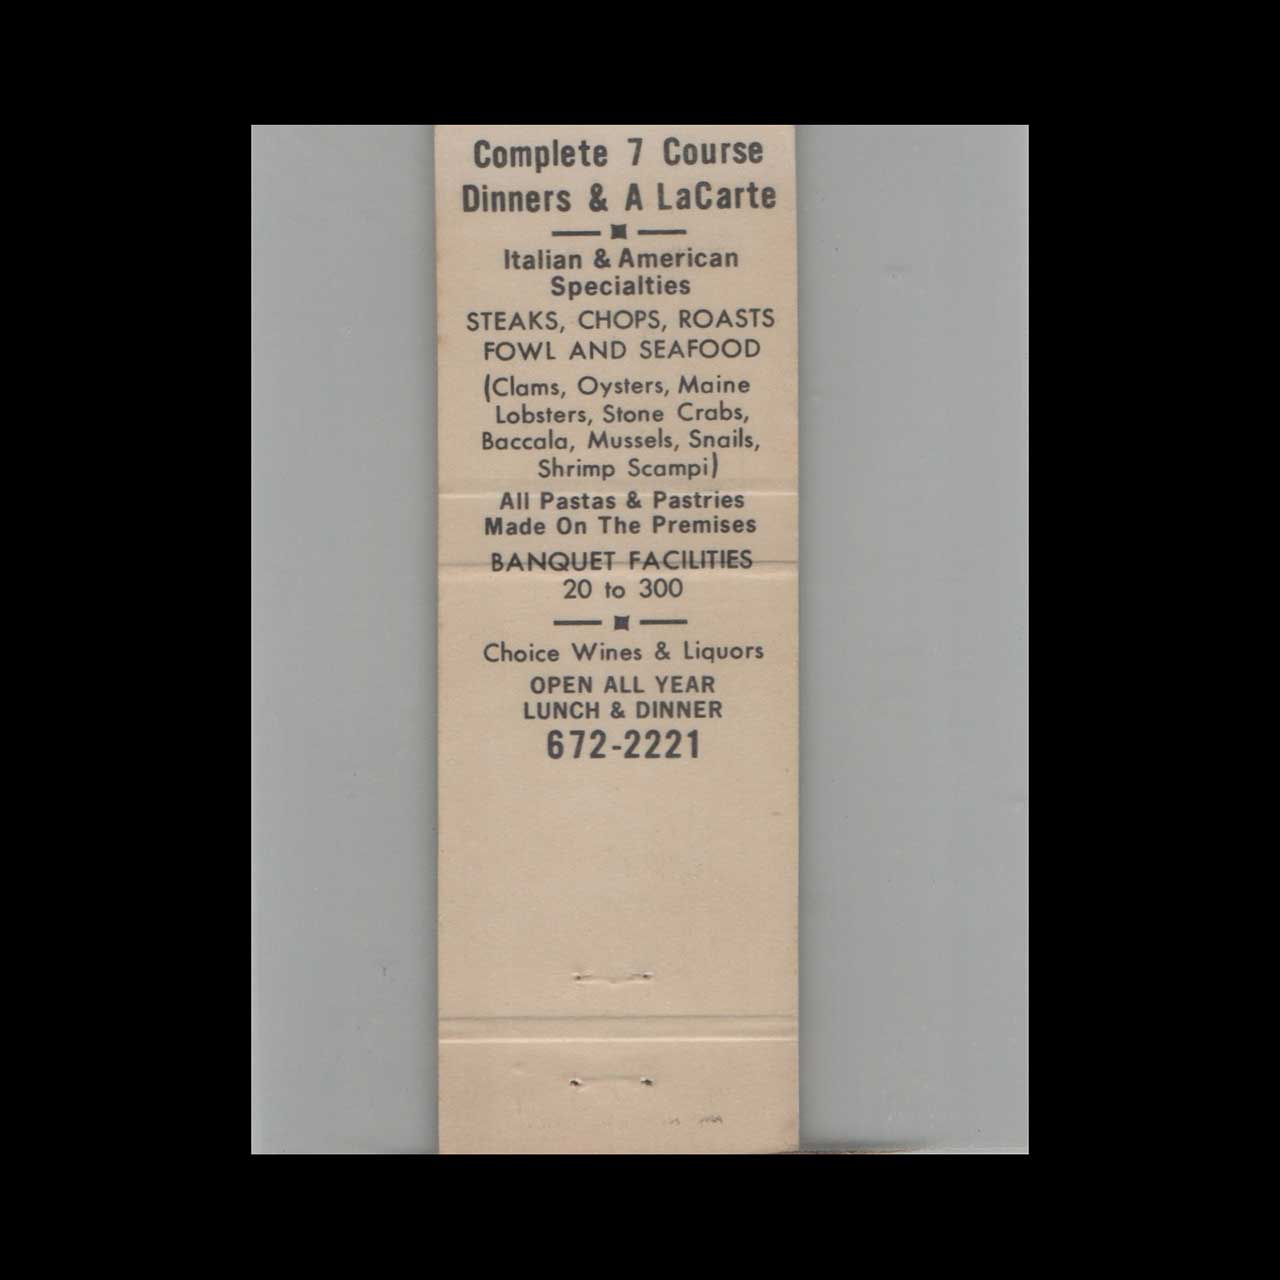 Complete 7 Course
Dinners & A LaCarte
Italian & American
Specialties
STEAKS, CHOPS, ROASTS
FOWL AND SEAFOOD
(Clams, Oysters, Maine
Lobsters, Stone Crabs,
Baccala, Mussels, Snails,
Shrimp Scampi)
All Pastas & Pastries
Made On The Premises
BANQUET FACILITIES
20 to 300
Choice Wines & Liquors
OPEN ALL YEAR
LUNCH & DINNER
672-2221